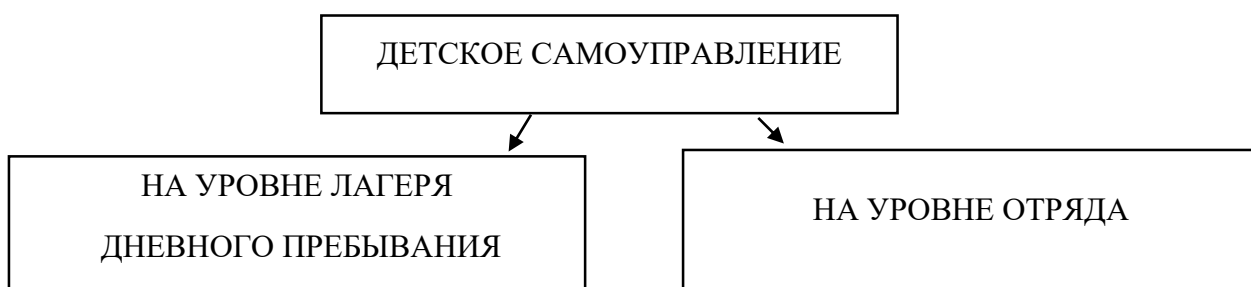 ДЕТСКОЕ САМОУПРАВЛЕНИЕ
НА УРОВНЕ ЛАГЕРЯ
ДНЕВНОГО ПРЕБЫВАНИЯ
НА УРОВНЕ ОТРЯДА